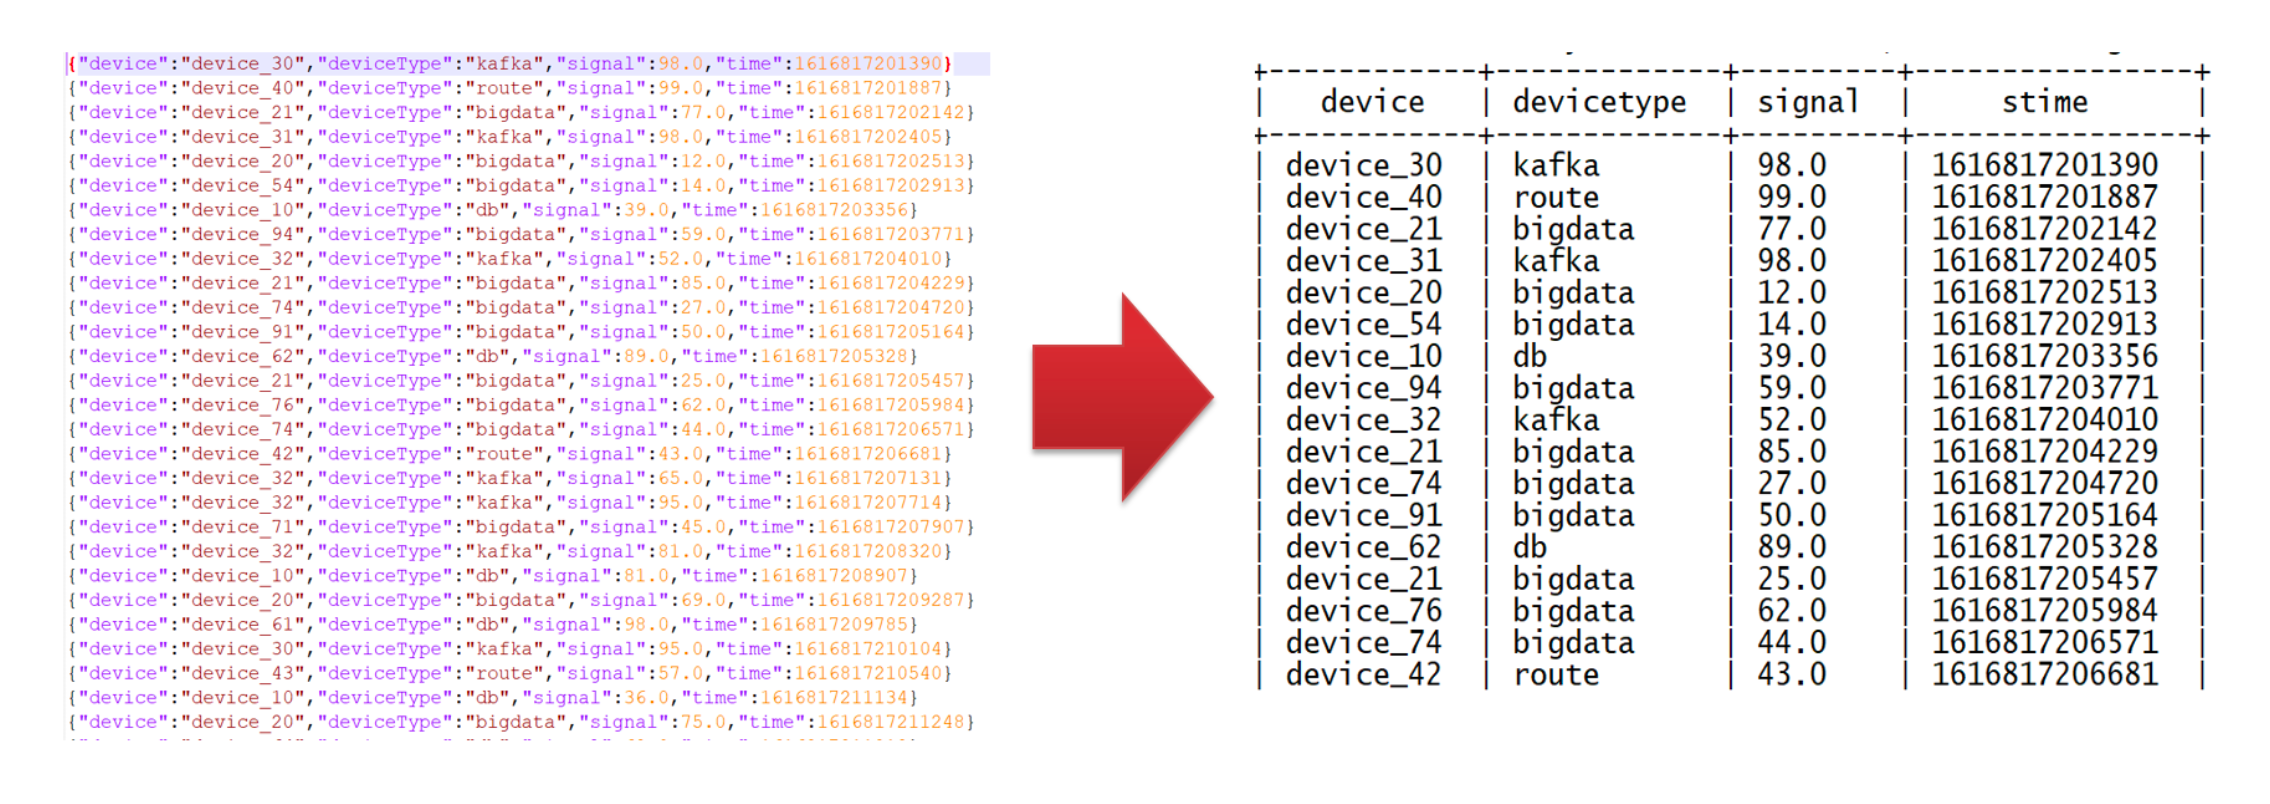 {"device":"device_30","deviceType":"kafka","signal":98.0,"time":1616817201390}
{"device":"device_40","deviceType":"route","signal":99.0,"time":1616817201887}
{"device":"device_21","deviceType":"bigdata","signal":77.0,"time":1616817202142}
{"device":"device_31","deviceType":"kafka","signal":98.0,"time":1616817202405}
{"device":"device_20","deviceType":"bigdata","signal":12.0,"time":1616817202513}
{"device":"device_54","deviceType":"bigdata","signal":14.0,"time":1616817202913}
{"device":"device_10","deviceType":"db","signal":39.0,"time":1616817203356}
{"device":"device_94","deviceType":"bigdata","signal":59.0,"time":1616817203771}
{"device":"device_32","deviceType":"kafka","signal":52.0,"time":1616817204010}
{"device":"device_21","deviceType":"bigdata","signal":85.0,"time":1616817204229}
{"device":"device_74","deviceType":"bigdata","signal":27.0,"time":1616817204720}
{"device":"device_91","deviceType":"bigdata","signal":50.0,"time":1616817205164}
{"device":"device_62","deviceType":"db","signal":89.0,"time":1616817205328}
{"device":"device_21","deviceType":"bigdata","signal":25.0,"time":1616817205457}
{"device":"device_76","deviceType":"bigdata","signal":62.0,"time":1616817205984}
{"device":"device_74","deviceType":"bigdata","signal":44.0,"time":1616817206571}
{"device":"device_42","deviceType":"route","signal":43.0,"time":1616817206681}
{"device":"device_32","deviceType":"kafka","signal":65.0,"time":1616817207131}
{"device":"device_32","deviceType":"kafka","signal":95.0,"time":1616817207714}
{"device":"device_71","deviceType":"bigdata","signal":45.0,"time":1616817207907}
{"device":"device_32","deviceType":"kafka","signal":81.0,"time":1616817208320}
{"device":"device_10","deviceType":"db","signal":81.0,"time":1616817208907}
{"device":"device_20","deviceType":"bigdata","signal":69.0,"time":1616817209287}
{"device":"device_61","deviceType":"db","signal":98.0,"time":1616817209785}
{"device":"device_30","deviceType":"kafka","signal":95.0,"time":1616817210104}
{"device":"device_43","deviceType":"route","signal":57.0,"time":1616817210540}
{"device":"device_10","deviceType":"db","signal":36.0,"time":1616817211134}
{"device":"device_20","deviceType":"bigdata","signal":75.0,"time":1616817211248}
+------------+------------+---------+----------------+
| device | devicetype | signal | stime |
+------------+------------+---------+----------------+
| device_30 | kafka | 98.0 | 1616817201390 |
| device_40 | route | 99.0 | 1616817201887 |
| device_21 | bigdata | 77.0 | 1616817202142 |
| device_31 | kafka | 98.0 | 1616817202405 |
| device_20 | bigdata | 12.0 | 1616817202513 |
| device_54 | bigdata | 14.0 | 1616817202913 |
| device_10 | db | 39.0 | 1616817203356 |
| device_94 | bigdata | 59.0 | 1616817203771 |
| device_32 | kafka | 52.0 | 1616817204010 |
| device_21 | bigdata | 85.0 | 1616817204229 |
| device_74 | bigdata | 27.0 | 1616817204720 |
| device_91 | bigdata | 50.0 | 1616817205164 |
| device_62 | db | 89.0 | 1616817205328 |
| device_21 | bigdata | 25.0 | 1616817205457 |
| device_76 | bigdata | 62.0 | 1616817205984 |
| device_74 | bigdata | 44.0 | 1616817206571 |
| device_42 | route | 43.0 | 1616817206681 |